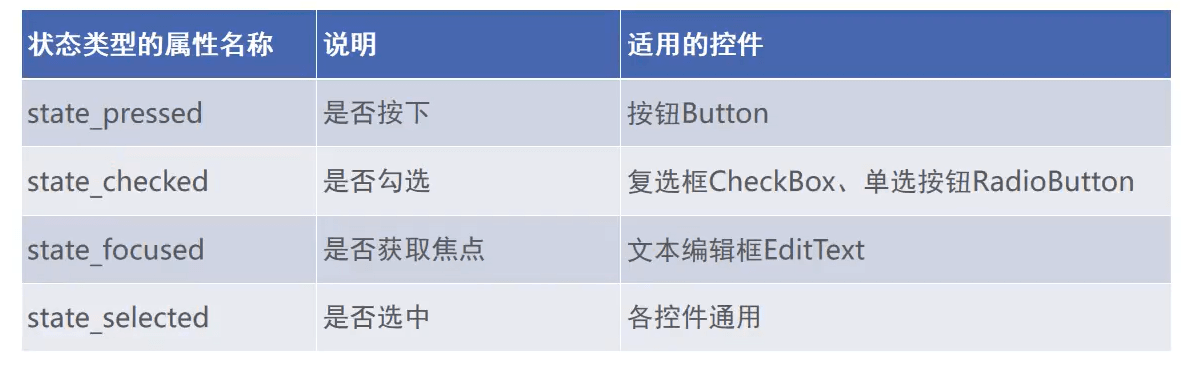 状态类型的属性名称 说明 适用的控件
state_pressed 是否按下 按钮Button
state_checked 是否勾选 复选框CheckBox、单选按钮RadioButton
state_focused 是否获取焦点 文本编辑框EditText
state_selected 是否选中 各控件通用